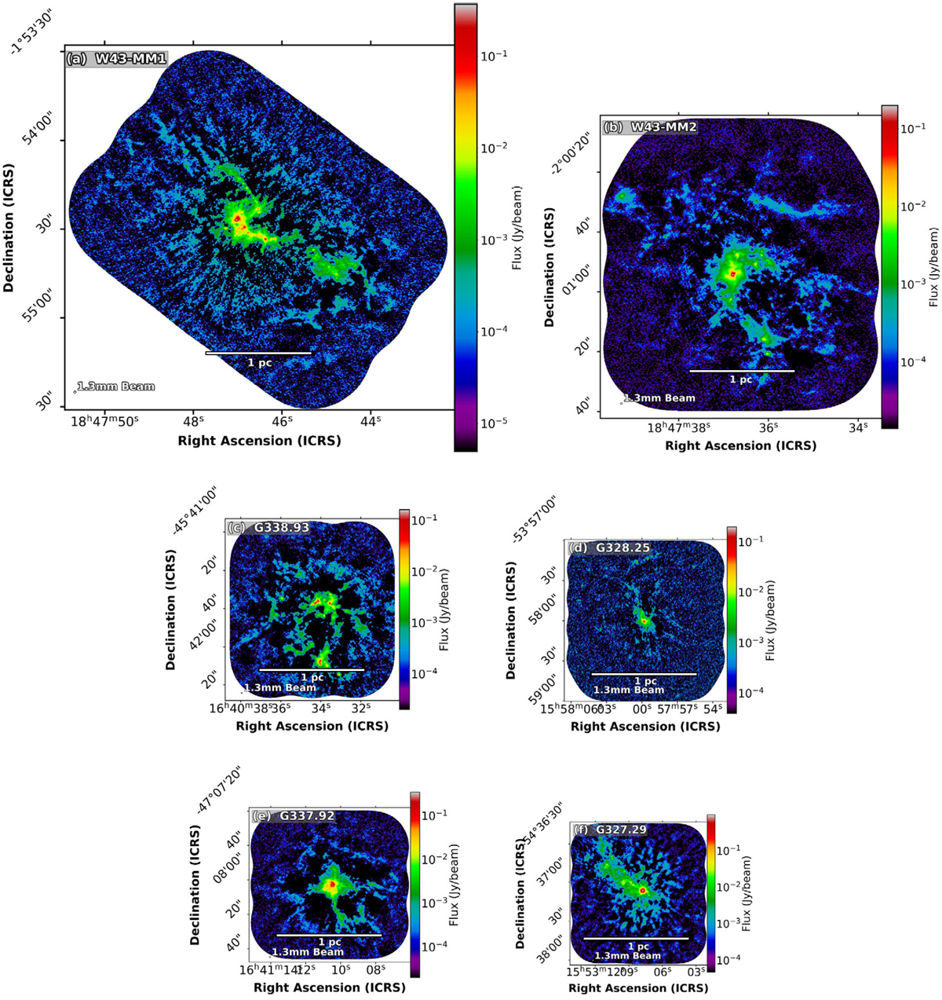 (a) W43-MM1
-1°53'30"
54'00"
30"
55'00"
30"
Declination (ICRS)
1 pc
1.3mm Beam
18ʰ47ᵐ50ˢ 48ˢ 46ˢ 44ˢ
Right Ascension (ICRS)
10⁻¹
10⁻²
10⁻³
10⁻⁴
10⁻⁵
Flux (Jy/beam)
(b) W43-MM2
-2°00'20"
40"
01'00"
20"
40"
Declination (ICRS)
1 pc
1.3mm Beam
18ʰ47ᵐ38ˢ 36ˢ 34ˢ
Right Ascension (ICRS)
10⁻¹
10⁻²
10⁻³
10⁻⁴
Flux (Jy/beam)
(c) G338.93
-45°41'00"
20"
40"
42'00"
20"
Declination (ICRS)
1 pc
1.3mm Beam
16ʰ40ᵐ38ˢ 36ˢ 34ˢ 32ˢ
Right Ascension (ICRS)
10⁻¹
10⁻²
10⁻³
10⁻⁴
Flux (Jy/beam)
(d) G328.25
-53°57'00"
30"
58'00"
30"
59'00"
Declination (ICRS)
1 pc
1.3mm Beam
15ʰ58ᵐ06ˢ 03ˢ 00ˢ 57ᵐ57ˢ 54ˢ
Right Ascension (ICRS)
10⁻¹
10⁻²
10⁻³
10⁻⁴
Flux (Jy/beam)
(e) G337.92
-47°07'20"
40"
08'00"
20"
40"
Declination (ICRS)
1 pc
1.3mm Beam
16ʰ41ᵐ14ˢ 12ˢ 10ˢ 08ˢ
Right Ascension (ICRS)
10⁻¹
10⁻²
10⁻³
10⁻⁴
Flux (Jy/beam)
(f) G327.29
54°36'30"
37'00"
30"
38'00"
Declination (ICRS)
1 pc
1.3mm Beam
15ʰ53ᵐ12ˢ 09ˢ 06ˢ 03ˢ
Right Ascension (ICRS)
10⁻¹
10⁻²
10⁻³
10⁻⁴
Flux (Jy/beam)